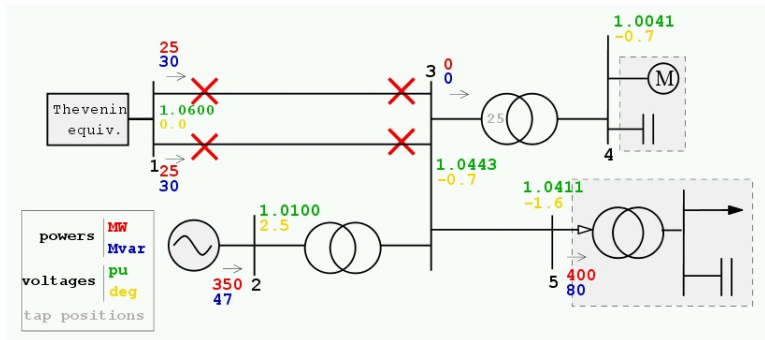 1.0041
-0.7
25
30
3
0
0
M
Thevenin
equiv.
1.0600
0.0
25
1
25
30
4
1.0443
-0.7
1.0411
-1.6
1.0100
2.5
powers
MW
Mvar
voltages
pu
deg
tap positions
350
47
2
5
400
80